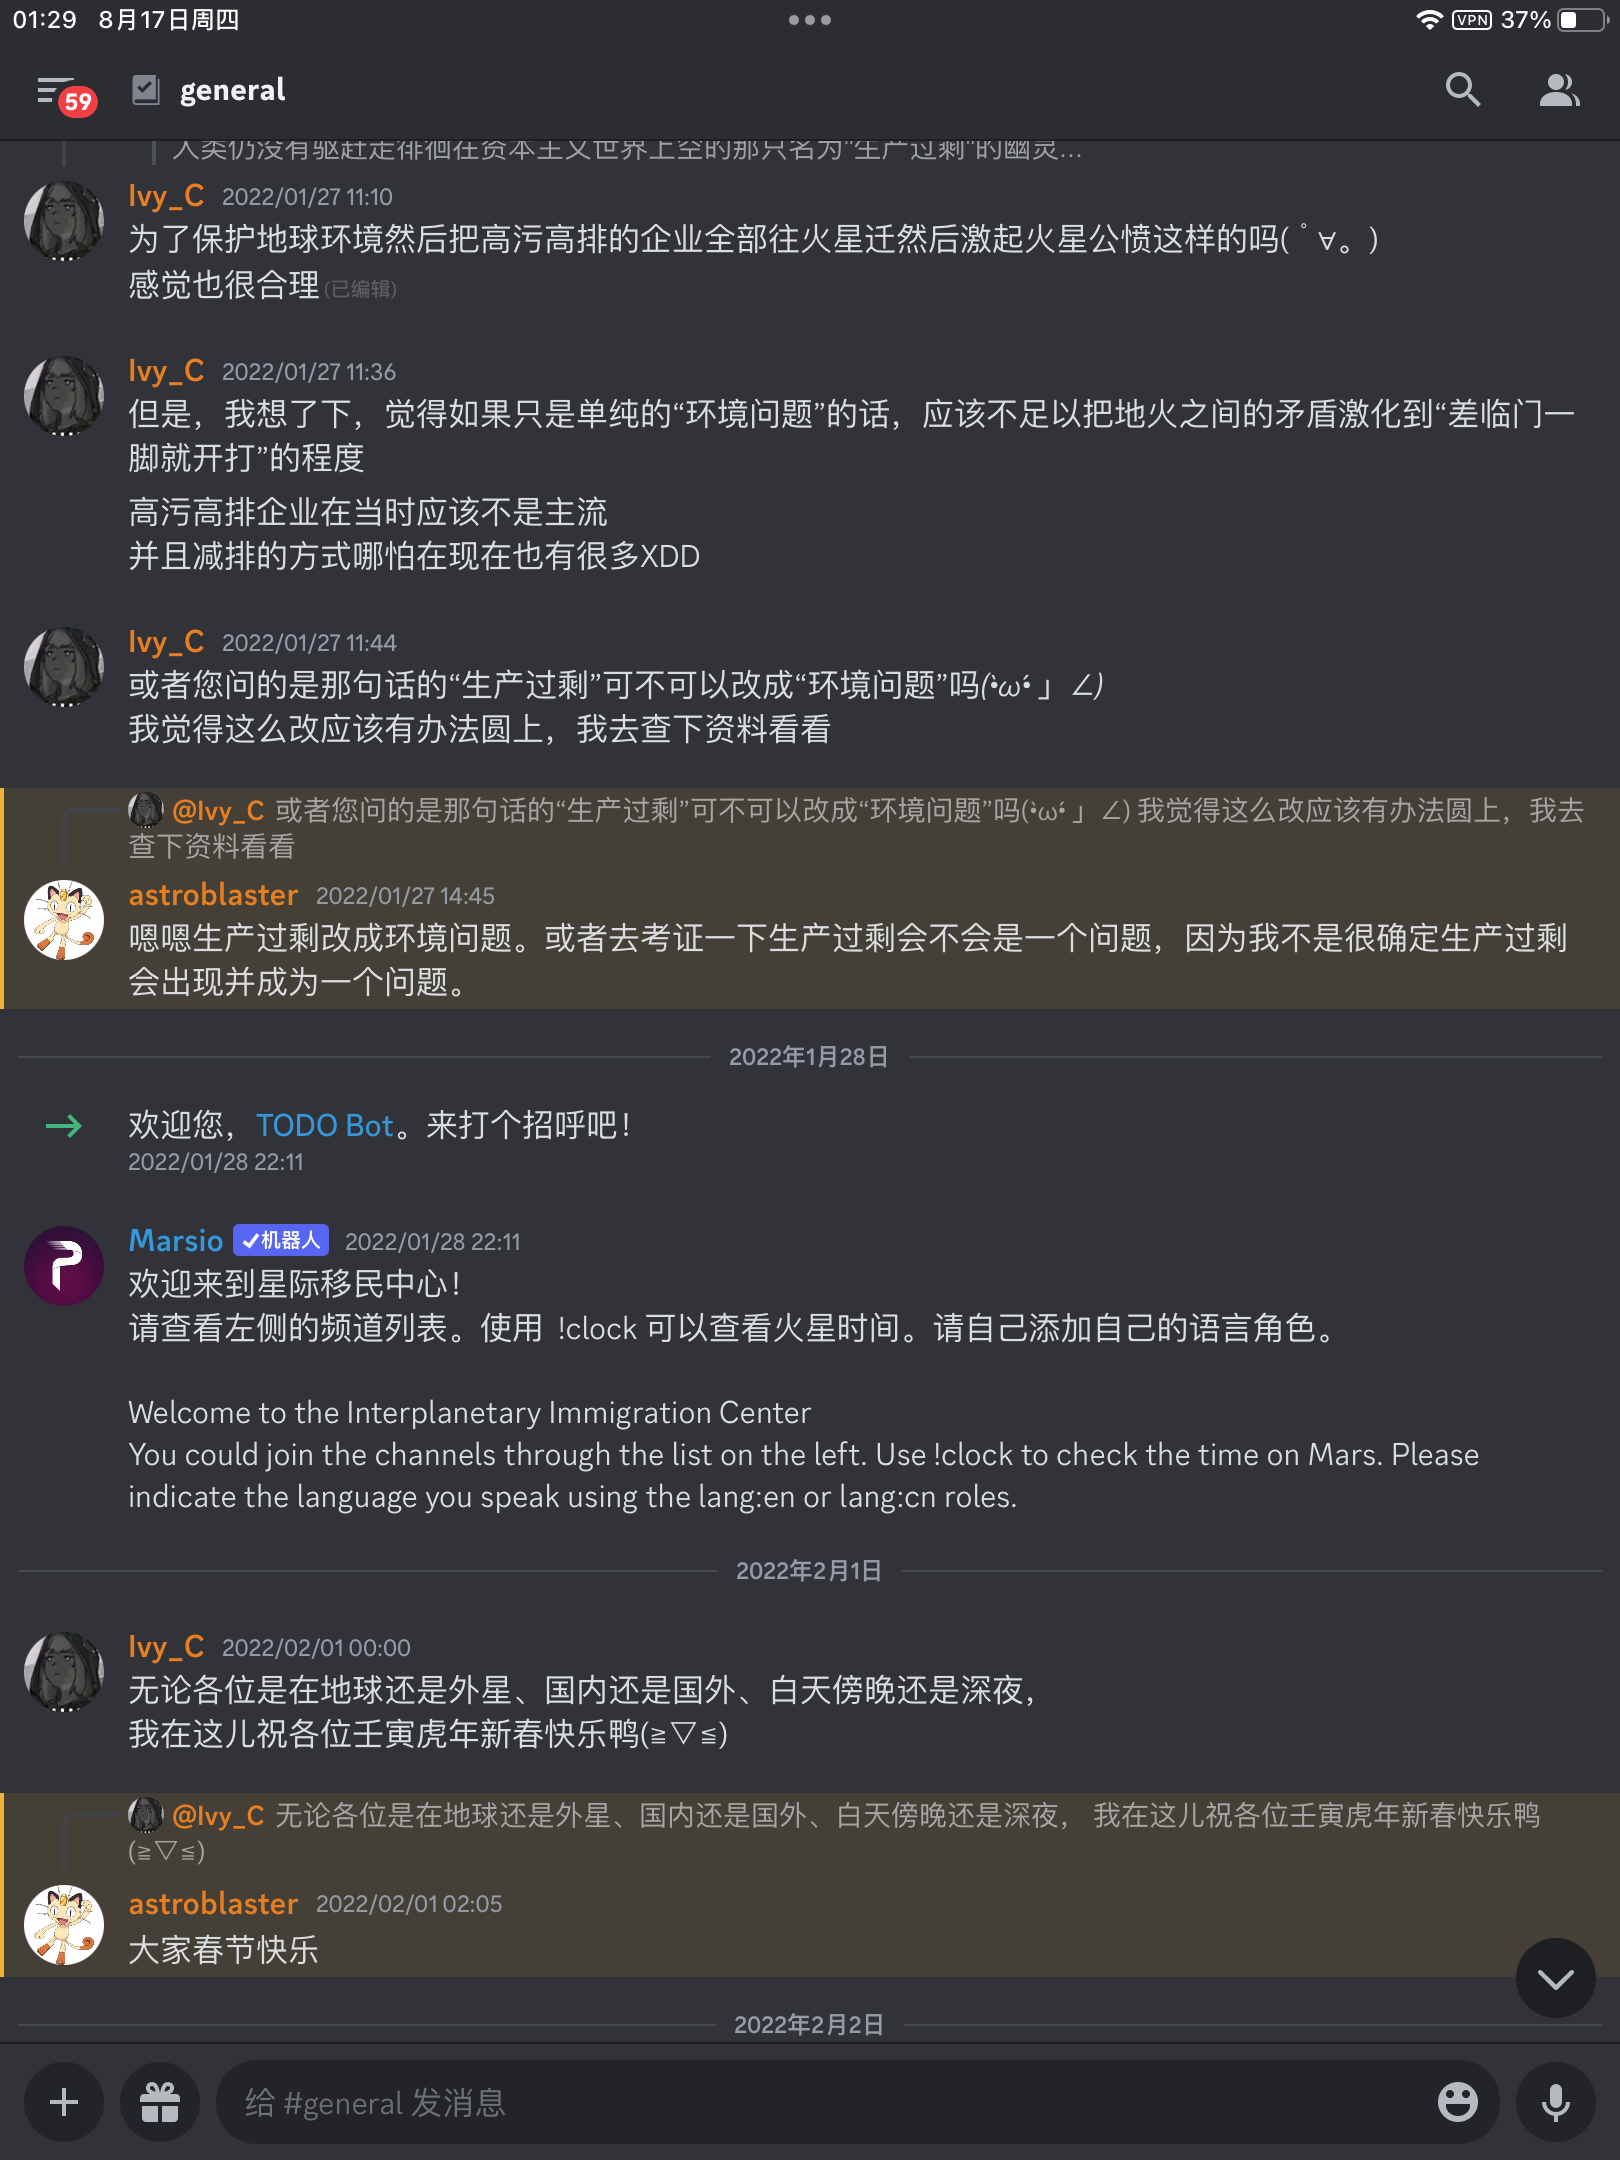 01:29 8月17日周四
VPN 37%
59
general
人类仍没有驱赶走徘徊在资本主义世界上空的那只名为"生产过剩"的幽灵...
Ivy_C 2022/01/27 11:10
为了保护地球环境然后把高污高排的企业全部往火星迁然后激起火星公愤这样的吗( ﾟ∀。)
感觉也很合理(已编辑)
Ivy_C 2022/01/27 11:36
但是，我想了下，觉得如果只是单纯的“环境问题”的话，应该不足以把地火之间的矛盾激化到“差临门一
脚就开打”的程度
高污高排企业在当时应该不是主流
并且减排的方式哪怕在现在也有很多XDD
Ivy_C 2022/01/27 11:44
或者您问的是那句话的“生产过剩”可不可以改成“环境问题”吗(•̀ω•́ 」∠)
我觉得这么改应该有办法圆上，我去查下资料看看
@Ivy_C 或者您问的是那句话的“生产过剩”可不可以改成“环境问题”吗(•̀ω•́ 」∠) 我觉得这么改应该有办法圆上，我去
查下资料看看
astroblaster 2022/01/27 14:45
嗯嗯生产过剩改成环境问题。或者去考证一下生产过剩会不会是一个问题，因为我不是很确定生产过剩
会出现并成为一个问题。
2022年1月28日
欢迎您，TODO Bot。来打个招呼吧！
2022/01/28 22:11
Marsio ✓机器人 2022/01/28 22:11
欢迎来到星际移民中心！
请查看左侧的频道列表。使用 !clock 可以查看火星时间。请自己添加自己的语言角色。
Welcome to the Interplanetary Immigration Center
You could join the channels through the list on the left. Use !clock to check the time on Mars. Please
indicate the language you speak using the lang:en or lang:cn roles.
2022年2月1日
Ivy_C 2022/02/01 00:00
无论各位是在地球还是外星、国内还是国外、白天傍晚还是深夜，
我在这儿祝各位壬寅虎年新春快乐鸭(≧▽≦)
@Ivy_C 无论各位是在地球还是外星、国内还是国外、白天傍晚还是深夜， 我在这儿祝各位壬寅虎年新春快乐鸭
(≧▽≦)
astroblaster 2022/02/01 02:05
大家春节快乐
2022年2月2日
给 #general 发消息